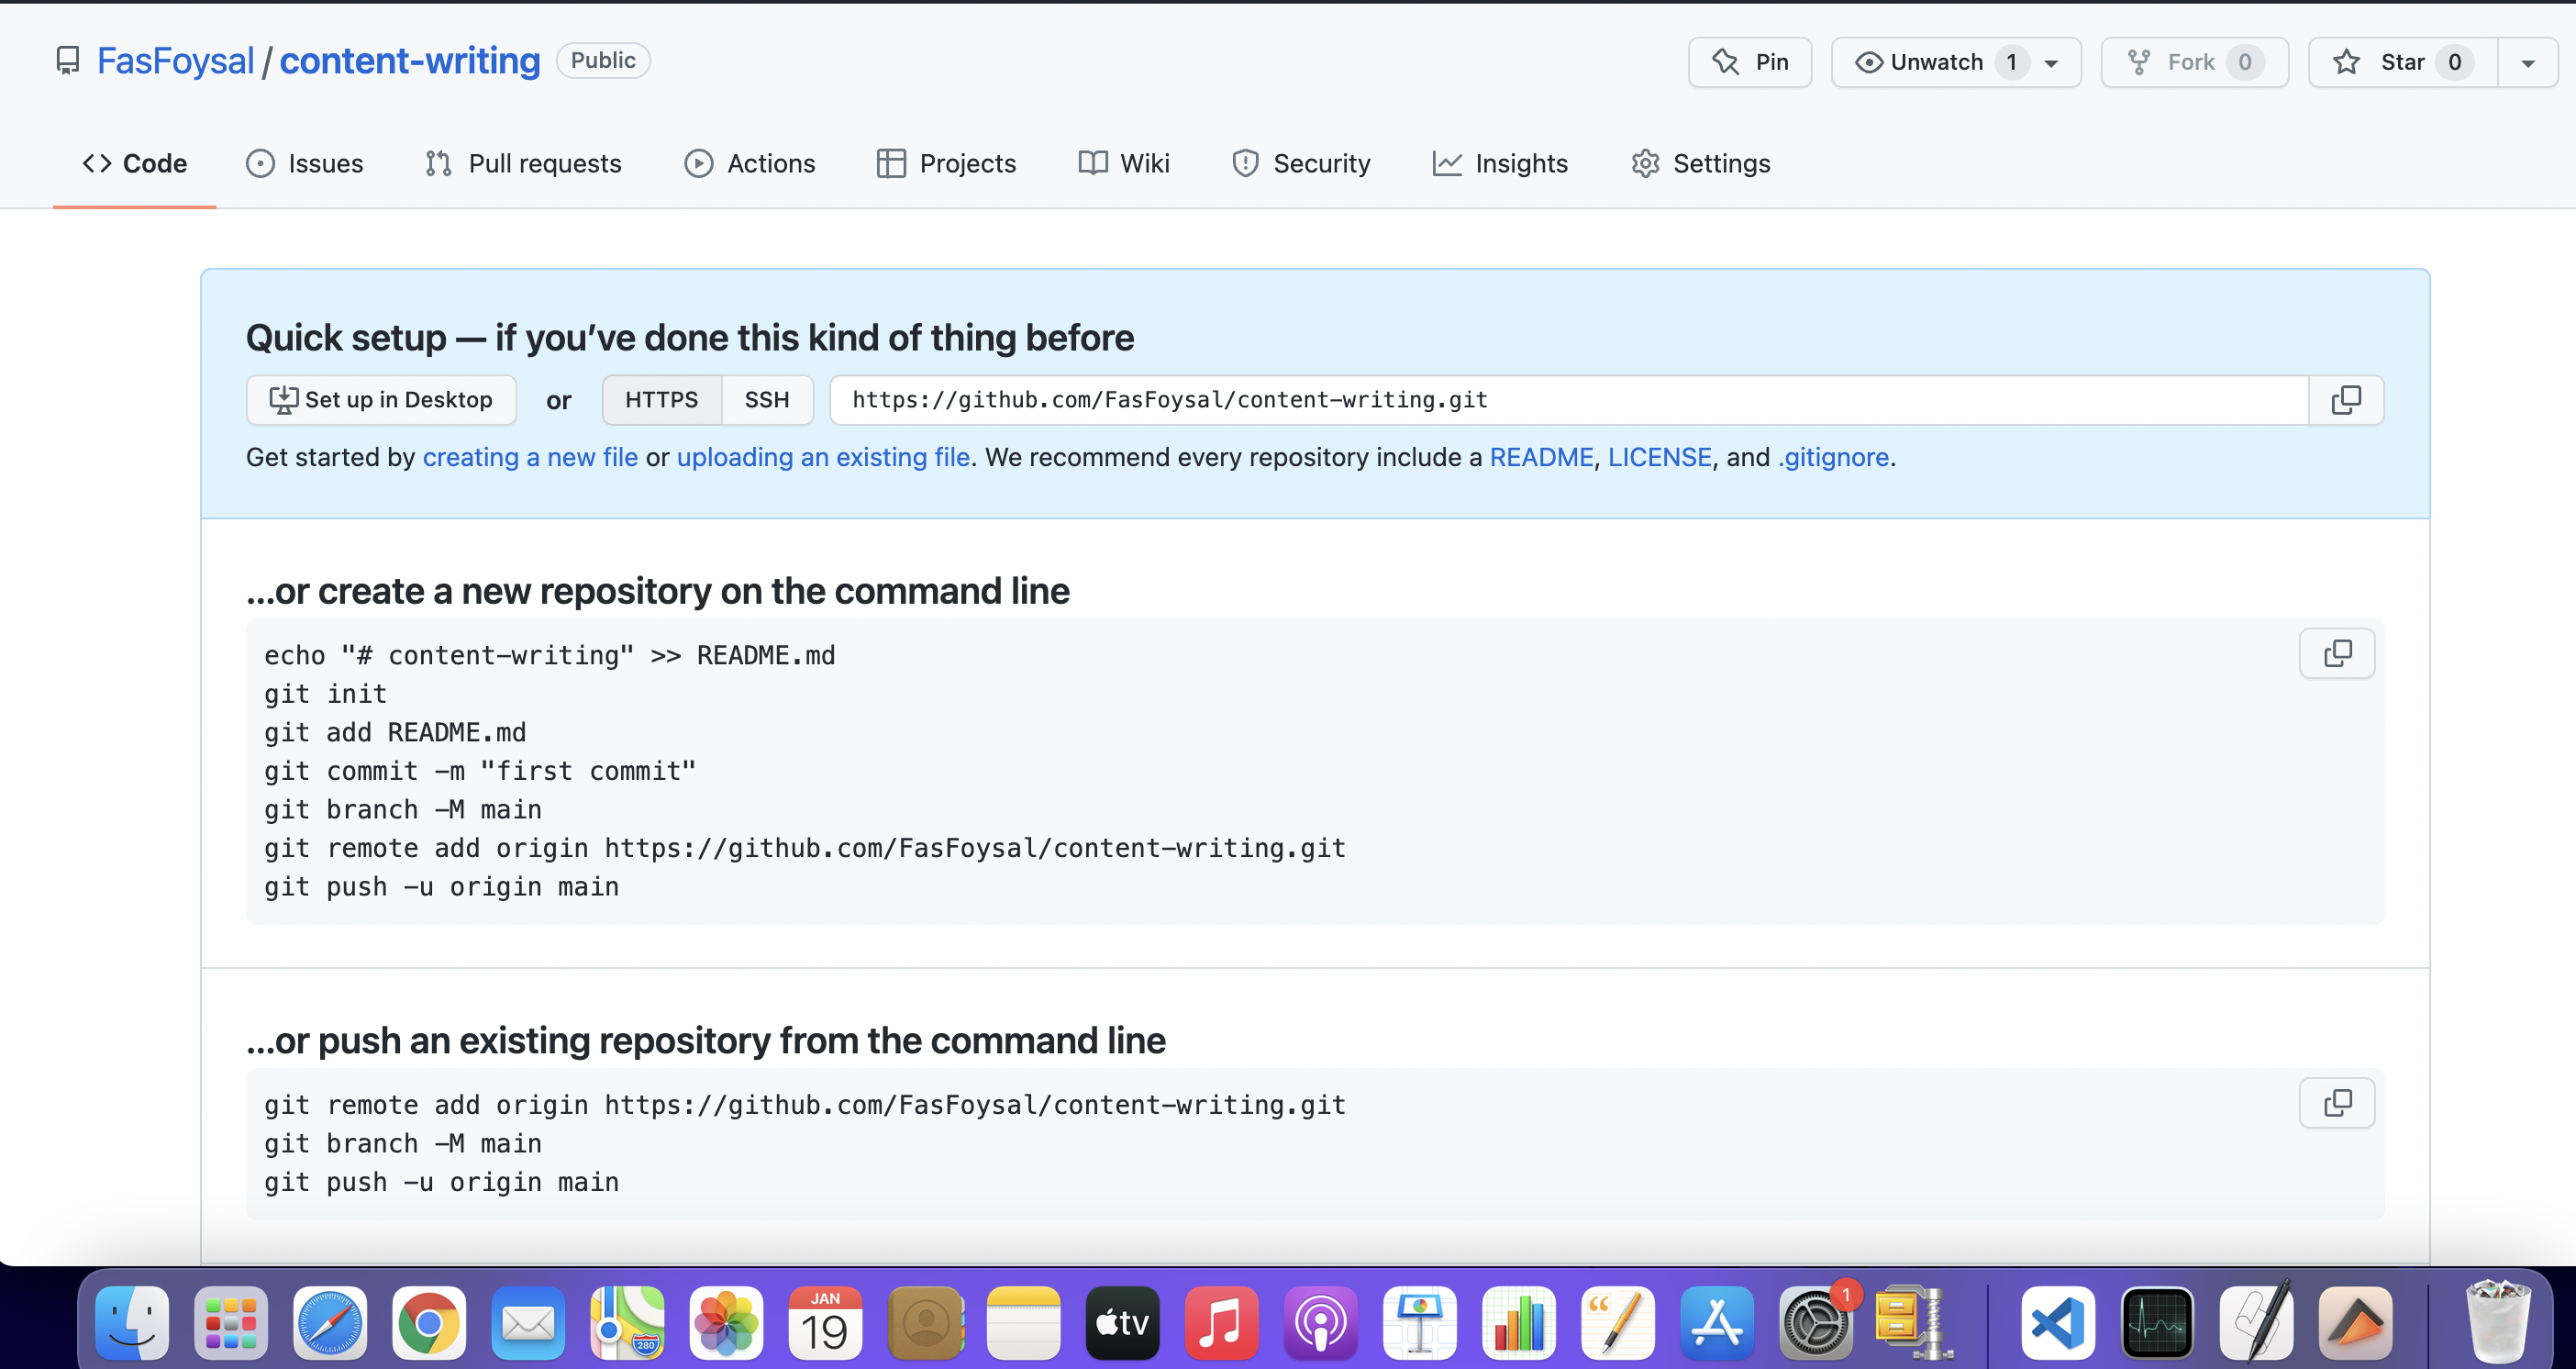 FasFoysal / content-writing Public
Pin Unwatch 1 Fork 0 Star 0
Code Issues Pull requests Actions Projects Wiki Security Insights Settings
Quick setup — if you’ve done this kind of thing before
Set up in Desktop or HTTPS SSH https://github.com/FasFoysal/content-writing.git
Get started by creating a new file or uploading an existing file. We recommend every repository include a README, LICENSE, and .gitignore.
…or create a new repository on the command line
echo "# content-writing" >> README.md
git init
git add README.md
git commit -m "first commit"
git branch -M main
git remote add origin https://github.com/FasFoysal/content-writing.git
git push -u origin main
…or push an existing repository from the command line
git remote add origin https://github.com/FasFoysal/content-writing.git
git branch -M main
git push -u origin main
280
JAN
19
tv
1